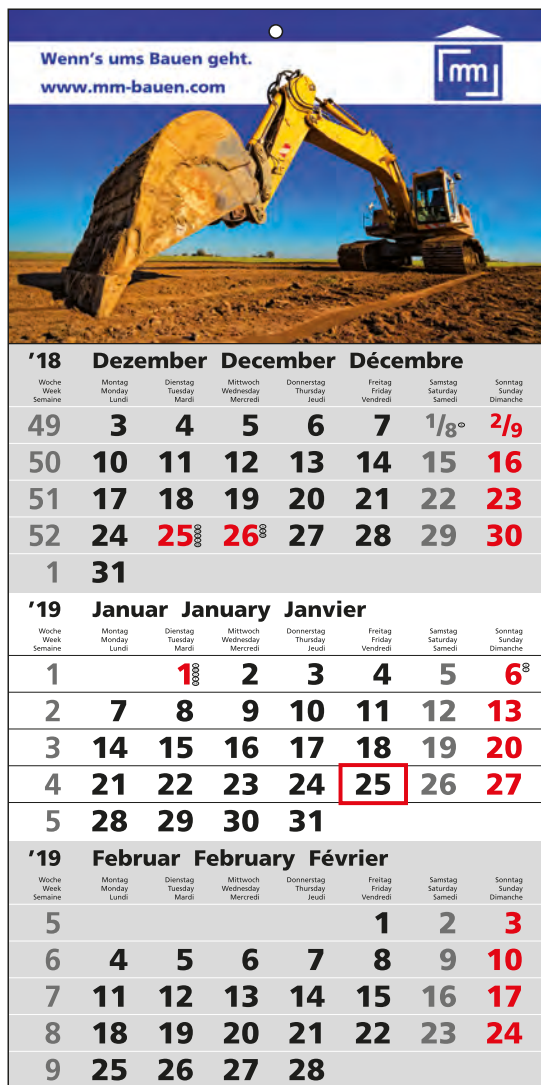 Wenn's ums Bauen geht.
www.mm-bauen.com
mm
'18 Dezember December Décembre
Woche Montag Dienstag Mittwoch Donnerstag Freitag Samstag Sonntag
Week Monday Tuesday Wednesday Thursday Friday Saturday Sunday
Semaine Lundi Mardi Mercredi Jeudi Vendredi Samedi Dimanche
49 3 4 5 6 7 1/8 2/9
50 10 11 12 13 14 15 16
51 17 18 19 20 21 22 23
52 24 25 26 27 28 29 30
1 31
'19 Januar January Janvier
Woche Montag Dienstag Mittwoch Donnerstag Freitag Samstag Sonntag
Week Monday Tuesday Wednesday Thursday Friday Saturday Sunday
Semaine Lundi Mardi Mercredi Jeudi Vendredi Samedi Dimanche
1 1 2 3 4 5 6
2 7 8 9 10 11 12 13
3 14 15 16 17 18 19 20
4 21 22 23 24 25 26 27
5 28 29 30 31
'19 Februar February Février
Woche Montag Dienstag Mittwoch Donnerstag Freitag Samstag Sonntag
Week Monday Tuesday Wednesday Thursday Friday Saturday Sunday
Semaine Lundi Mardi Mercredi Jeudi Vendredi Samedi Dimanche
5 1 2 3
6 4 5 6 7 8 9 10
7 11 12 13 14 15 16 17
8 18 19 20 21 22 23 24
9 25 26 27 28